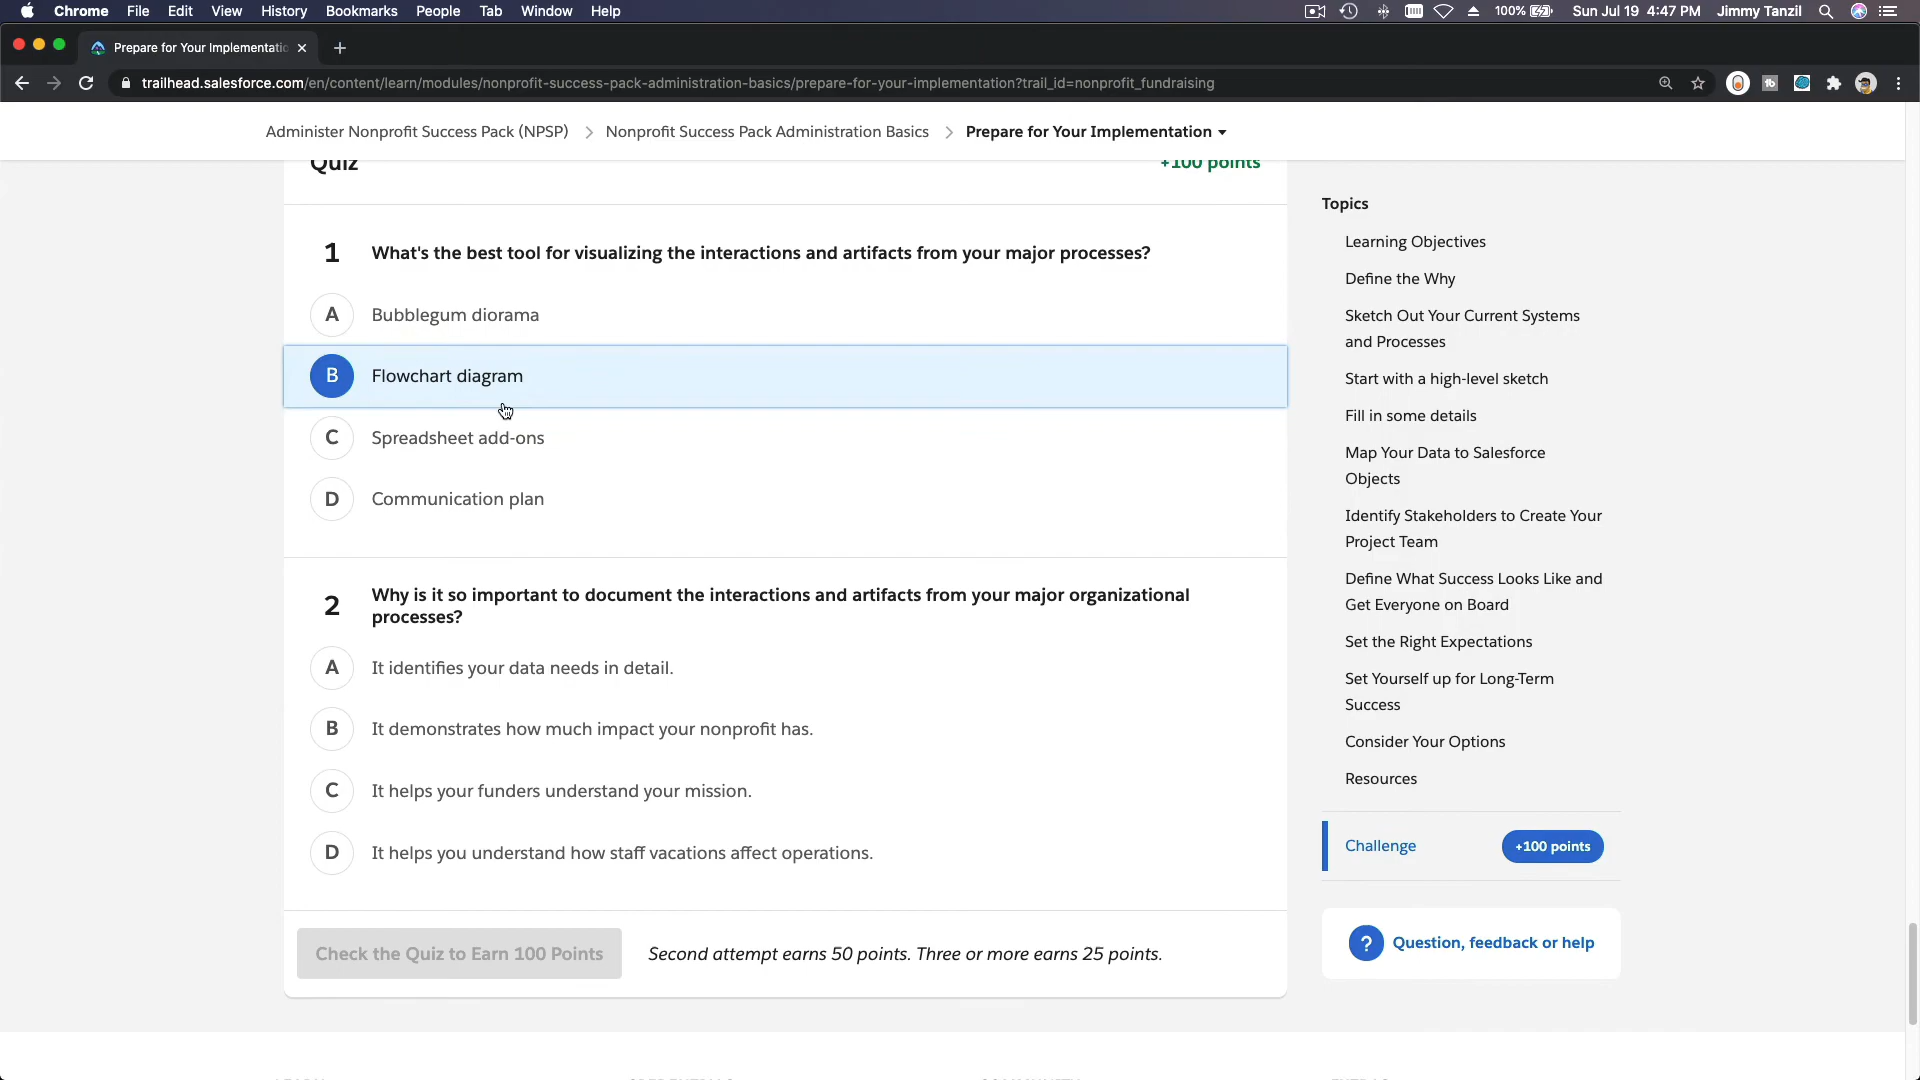 Chrome File Edit View History Bookmarks People Tab Window Help 100% Sun Jul 19 4:47 PM Jimmy Tanzil
Prepare for Your Implementatio
trailhead.salesforce.com/en/content/learn/modules/nonprofit-success-pack-administration-basics/prepare-for-your-implementation?trail_id=nonprofit_fundraising
Administer Nonprofit Success Pack (NPSP) Nonprofit Success Pack Administration Basics Prepare for Your Implementation
Quiz +100 points
1 What's the best tool for visualizing the interactions and artifacts from your major processes?
A Bubblegum diorama
B Flowchart diagram
C Spreadsheet add-ons
D Communication plan
2 Why is it so important to document the interactions and artifacts from your major organizational
processes?
A It identifies your data needs in detail.
B It demonstrates how much impact your nonprofit has.
C It helps your funders understand your mission.
D It helps you understand how staff vacations affect operations.
Check the Quiz to Earn 100 Points Second attempt earns 50 points. Three or more earns 25 points.
Topics
Learning Objectives
Define the Why
Sketch Out Your Current Systems
and Processes
Start with a high-level sketch
Fill in some details
Map Your Data to Salesforce
Objects
Identify Stakeholders to Create Your
Project Team
Define What Success Looks Like and
Get Everyone on Board
Set the Right Expectations
Set Yourself up for Long-Term
Success
Consider Your Options
Resources
Challenge +100 points
? Question, feedback or help